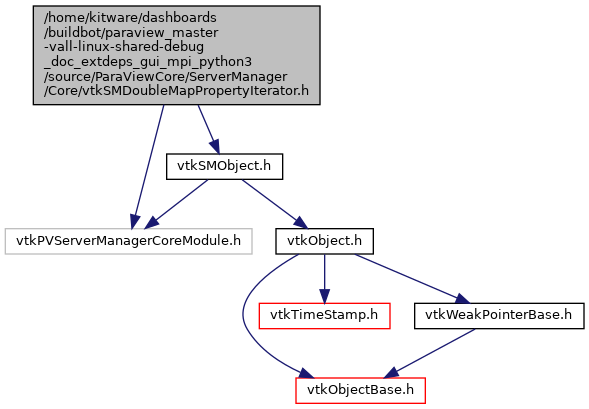 /home/kitware/dashboards
/buildbot/paraview_master
-vall-linux-shared-debug
_doc_extdeps_gui_mpi_python3
/source/ParaViewCore/ServerManager
/Core/vtkSMDoubleMapPropertyIterator.h
vtkSMObject.h
vtkPVServerManagerCoreModule.h
vtkObject.h
vtkTimeStamp.h
vtkWeakPointerBase.h
vtkObjectBase.h